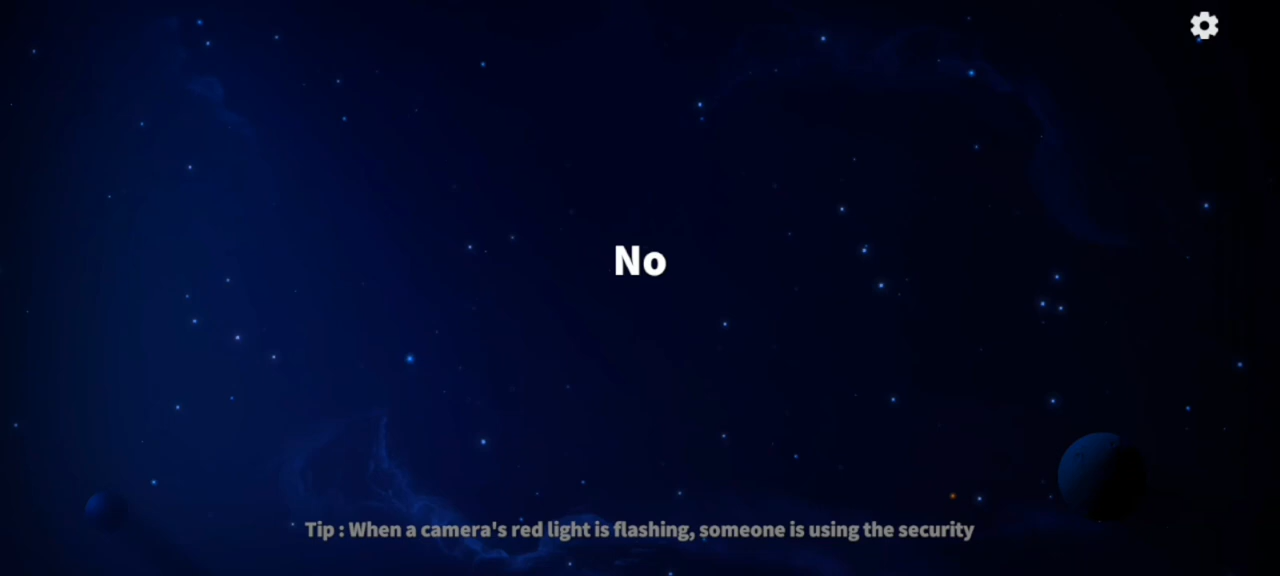 No
Tip : When a camera's red light is flashing, someone is using the security